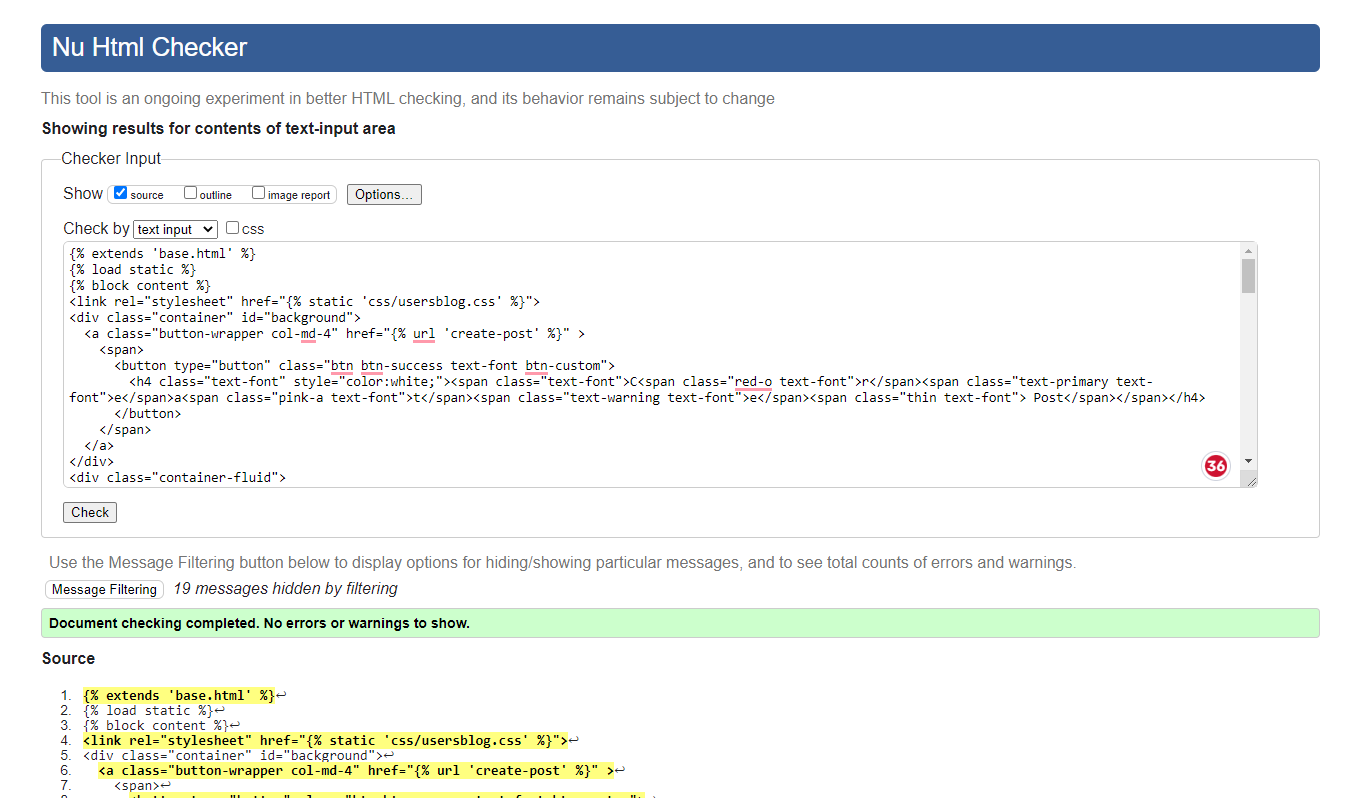 Nu Html Checker
This tool is an ongoing experiment in better HTML checking, and its behavior remains subject to change
Showing results for contents of text-input area
Checker Input
Show source outline image report Options...
Check by text input css
{% extends 'base.html' %}
{% load static %}
{% block content %}
<link rel="stylesheet" href="{% static 'css/usersblog.css' %}">
<div class="container" id="background">
  <a class="button-wrapper col-md-4" href="{% url 'create-post' %}" >
    <span>
      <button type="button" class="btn btn-success text-font btn-custom">
        <h4 class="text-font" style="color:white;"><span class="text-font">C<span class="red-o text-font">r</span><span class="text-primary text-
font">e</span>a<span class="pink-a text-font">t</span><span class="text-warning text-font">e</span><span class="thin text-font"> Post</span></span></h4>
      </button>
    </span>
  </a>
</div>
<div class="container-fluid">
36
Check
Use the Message Filtering button below to display options for hiding/showing particular messages, and to see total counts of errors and warnings.
Message Filtering 19 messages hidden by filtering
Document checking completed. No errors or warnings to show.
Source
1. {% extends 'base.html' %}↩
2. {% load static %}↩
3. {% block content %}↩
4. <link rel="stylesheet" href="{% static 'css/usersblog.css' %}">↩
5. <div class="container" id="background">↩
6.   <a class="button-wrapper col-md-4" href="{% url 'create-post' %}" >↩
7.     <span>↩